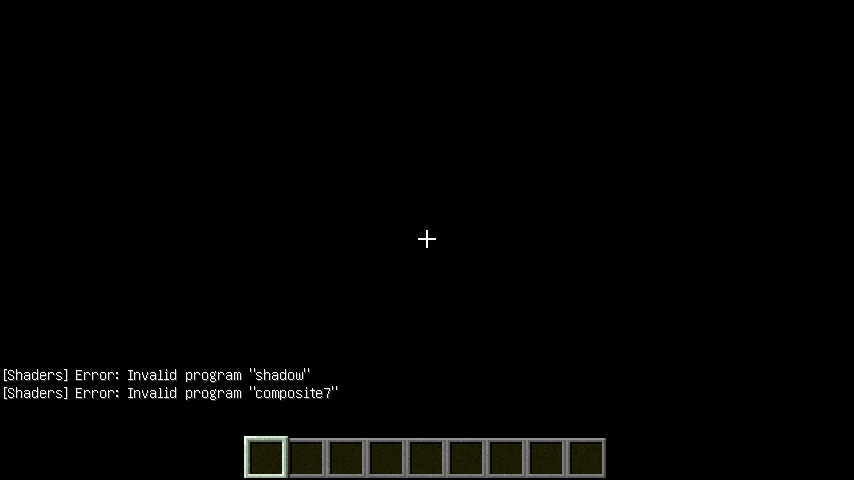 [Shaders] Error: Invalid program "shadow"
[Shaders] Error: Invalid program "composite7"